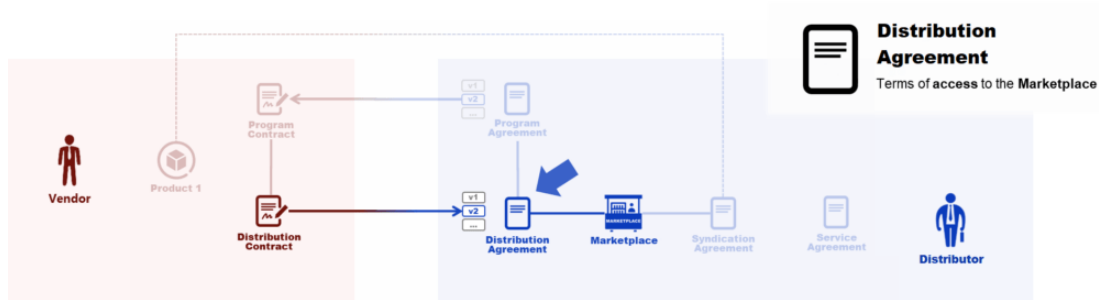 Distribution
Agreement
Terms of access to the Marketplace
v1
v2
...
Program
Contract
Program
Agreement
Vendor
Product 1
v1
v2
...
MARKETPLACE
Distribution
Contract
Distribution
Agreement
Marketplace
Syndication
Agreement
Service
Agreement
Distributor